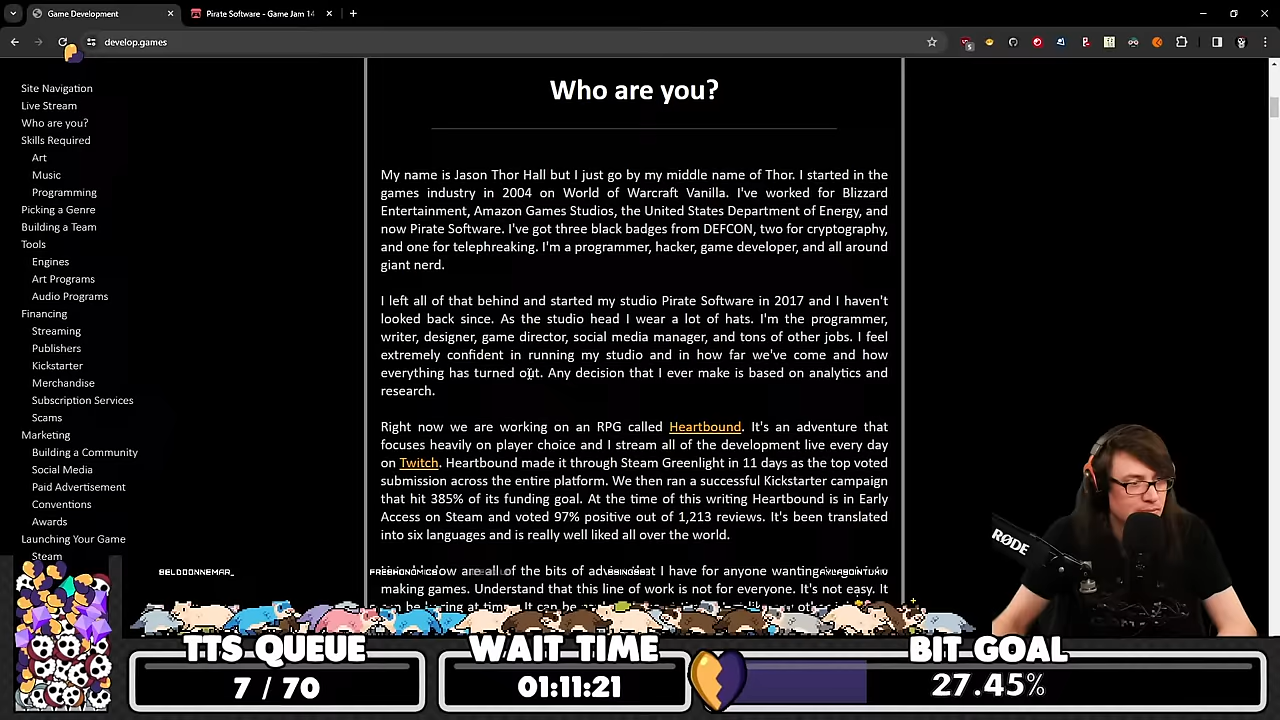 Game Development
Pirate Software - Game Jam 14
develop.games
Site Navigation
Live Stream
Who are you?
Skills Required
Art
Music
Programming
Picking a Genre
Building a Team
Tools
Engines
Art Programs
Audio Programs
Financing
Streaming
Publishers
Kickstarter
Merchandise
Subscription Services
Scams
Marketing
Building a Community
Social Media
Paid Advertisement
Conventions
Awards
Launching Your Game
Steam
Who are you?
My name is Jason Thor Hall but I just go by my middle name of Thor. I started in the
games industry in 2004 on World of Warcraft Vanilla. I've worked for Blizzard
Entertainment, Amazon Games Studios, the United States Department of Energy, and
now Pirate Software. I've got three black badges from DEFCON, two for cryptography,
and one for telephreaking. I'm a programmer, hacker, game developer, and all around
giant nerd.
I left all of that behind and started my studio Pirate Software in 2017 and I haven't
looked back since. As the studio head I wear a lot of hats. I'm the programmer,
writer, designer, game director, social media manager, and tons of other jobs. I feel
extremely confident in running my studio and in how far we've come and how
everything has turned out. Any decision that I ever make is based on analytics and
research.
Right now we are working on an RPG called Heartbound. It's an adventure that
focuses heavily on player choice and I stream all of the development live every day
on Twitch. Heartbound made it through Steam Greenlight in 11 days as the top voted
submission across the entire platform. We then ran a successful Kickstarter campaign
that hit 385% of its funding goal. At the time of this writing Heartbound is in Early
Access on Steam and voted 97% positive out of 1,213 reviews. It's been translated
into six languages and is really well liked all over the world.
are all of the bits of I have for anyone
making games. Understand that this line of work is not for everyone. It's not easy. It
RØDE
TTS QUEUE
7 / 70
WAIT TIME
01:11:21
BIT GOAL
27.45%